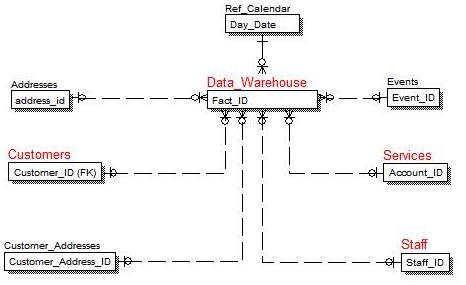 Ref_Calendar
Day_Date
Data_Warehouse
Fact_ID
Addresses
address_id
Events
Event_ID
Customers
Customer_ID (FK)
Services
Account_ID
Customer_Addresses
Customer_Address_ID
Staff
Staff_ID